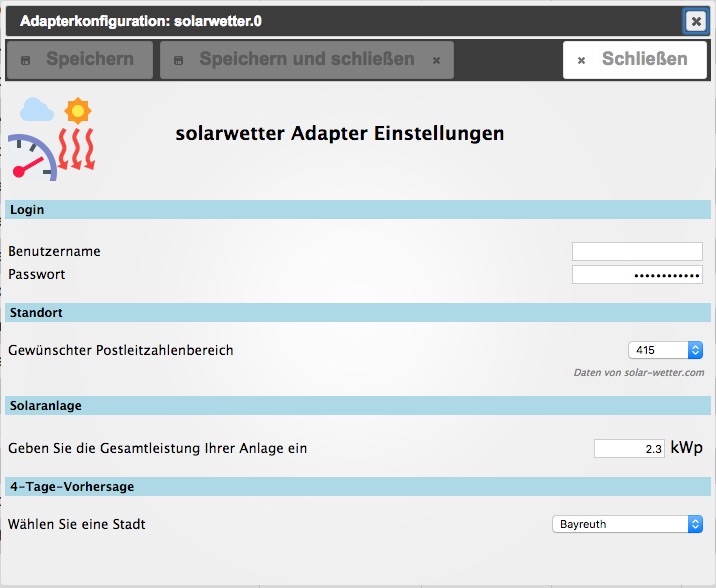 Adapterkonfiguration: solarwetter.0
Speichern Speichern und schließen Schließen
solarwetter Adapter Einstellungen
Login
Benutzername
Passwort ••••••••••••
Standort
Gewünschter Postleitzahlenbereich 415
Daten von solar-wetter.com
Solaranlage
Geben Sie die Gesamtleistung Ihrer Anlage ein 2.3 kWp
4-Tage-Vorhersage
Wählen Sie eine Stadt Bayreuth